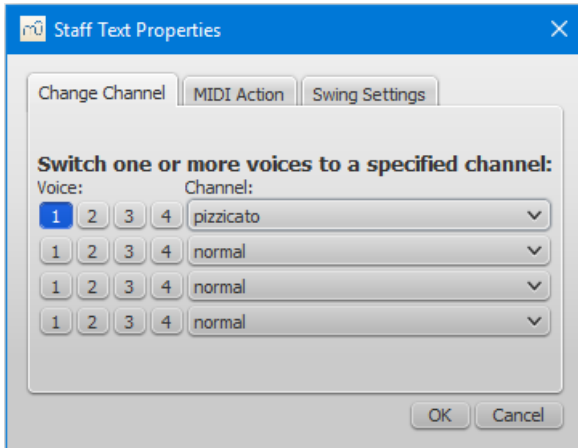 mû Staff Text Properties
Change Channel MIDI Action Swing Settings
Switch one or more voices to a specified channel:
Voice: Channel:
1 2 3 4 pizzicato
1 2 3 4 normal
1 2 3 4 normal
1 2 3 4 normal
OK Cancel